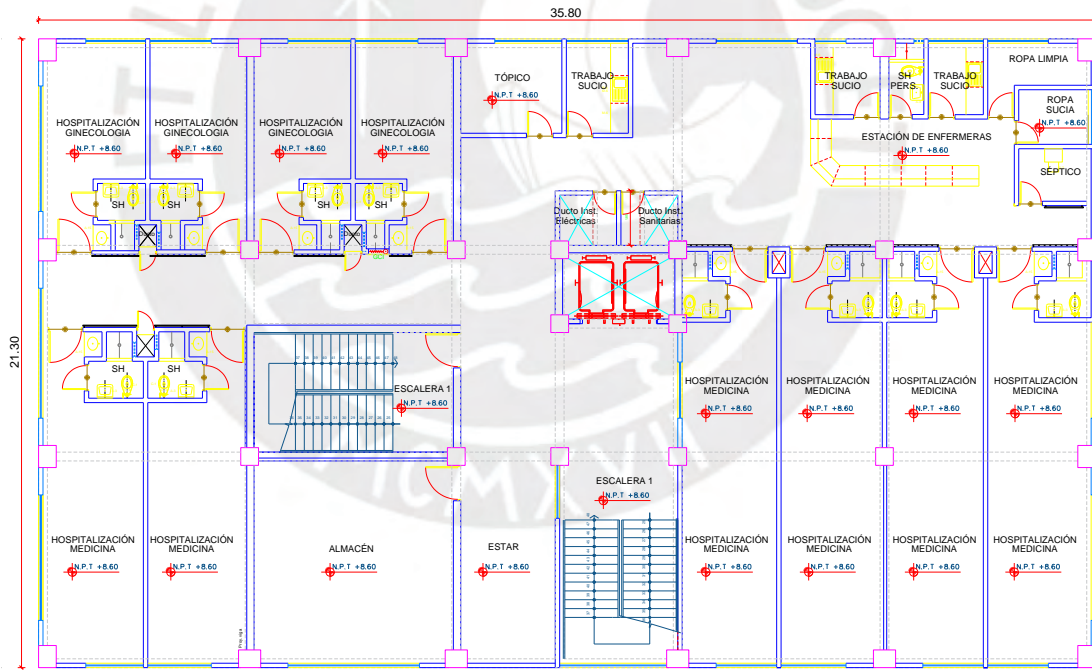 35.80
21.30
TÓPICO
N.P.T +8.60
TRABAJO
SUCIO
TRABAJO
SUCIO
SH
PERS.
TRABAJO
SUCIO
ROPA LIMPIA
ROPA
SUCIA
N.P.T +8.60
HOSPITALIZACIÓN
GINECOLOGIA
N.P.T +8.60
HOSPITALIZACIÓN
GINECOLOGIA
N.P.T +8.60
HOSPITALIZACIÓN
GINECOLOGIA
N.P.T +8.60
HOSPITALIZACIÓN
GINECOLOGIA
N.P.T +8.60
ESTACIÓN DE ENFERMERAS
N.P.T +8.60
SÉPTICO
SH
SH
SH
SH
Ducto Inst.
Eléctricas
Ducto Inst.
Sanitarias
SH
SH
ESCALERA 1
N.P.T +8.60
HOSPITALIZACIÓN
MEDICINA
N.P.T +8.60
HOSPITALIZACIÓN
MEDICINA
N.P.T +8.60
HOSPITALIZACIÓN
MEDICINA
N.P.T +8.60
HOSPITALIZACIÓN
MEDICINA
N.P.T +8.60
ESCALERA 1
N.P.T +8.60
HOSPITALIZACIÓN
MEDICINA
N.P.T +8.60
HOSPITALIZACIÓN
MEDICINA
N.P.T +8.60
ALMACÉN
N.P.T +8.60
ESTAR
N.P.T +8.60
HOSPITALIZACIÓN
MEDICINA
N.P.T +8.60
HOSPITALIZACIÓN
MEDICINA
N.P.T +8.60
HOSPITALIZACIÓN
MEDICINA
N.P.T +8.60
HOSPITALIZACIÓN
MEDICINA
N.P.T +8.60